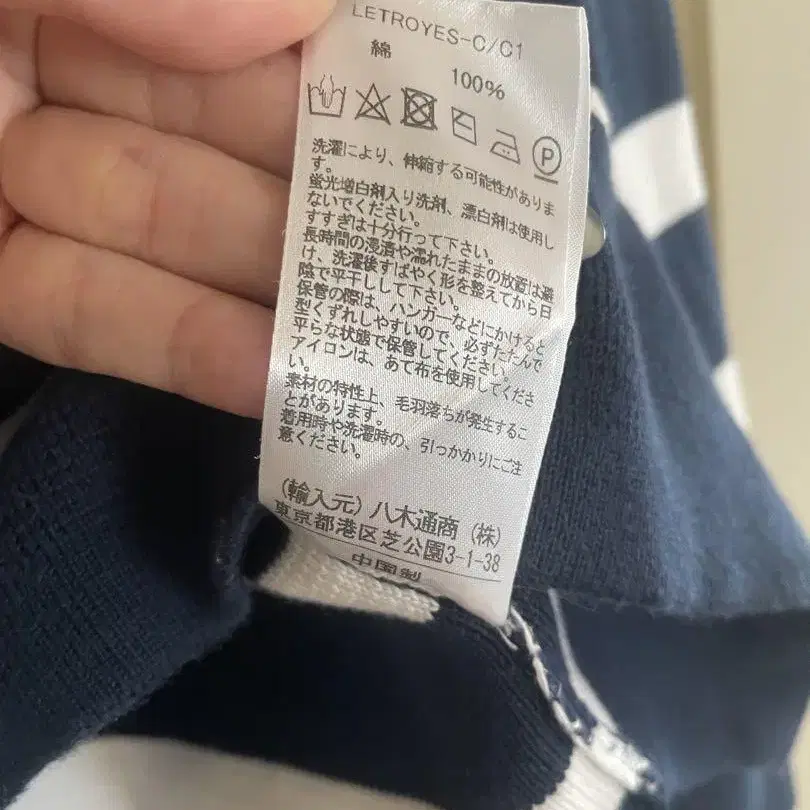 LETROYES-C/C1
綿
100%
P
洗濯により、伸縮する可能性がありま
す。
蛍光増白剤入り洗剤、漂白剤は使用し
ないでください。
すすぎは十分行って下さい。
長時間の浸漬や濡れたままの放置は避
け、洗濯後すばやく形を整えてから日
陰で平干しして下さい。
保管の際は、ハンガーなどにかけると
型くずれしやすいので、必ずたたんで
平らな状態で保管してください。
アイロンは、あて布を使用してくださ
い。
素材の特性上、毛羽落ちが発生するこ
とがあります。
着用時や洗濯時の、引っかかりにご注
意ください。
(輸入元) 八木通商 (株)
東京都港区芝公園3-1-38
中国製